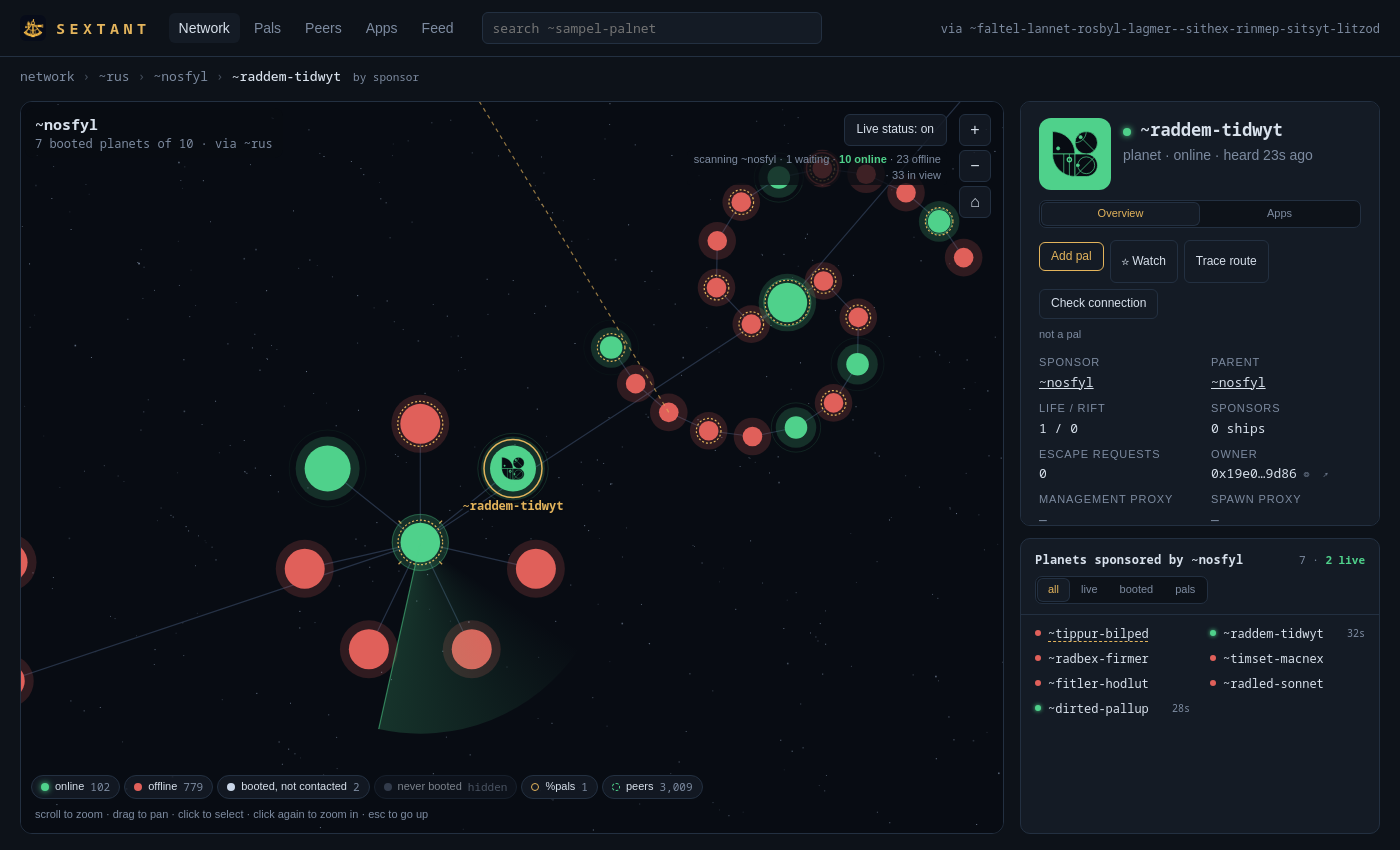 SEXTANT
Network
Pals
Peers
Apps
Feed
search ~sampel-palnet
via ~faltel-lannet-rosbyl-lagmer--sithex-rinmep-sitsyt-litzod
network › ~rus › ~nosfyl › ~raddem-tidwyt by sponsor
~nosfyl
7 booted planets of 10 · via ~rus
Live status: on
+
scanning ~nosfyl · 1 waiting · 10 online · 23 offline
· 33 in view
−
⌂
~raddem-tidwyt
online 102
offline 779
booted, not contacted 2
never booted hidden
%pals 1
peers 3,009
scroll to zoom · drag to pan · click to select · click again to zoom in · esc to go up
~raddem-tidwyt
planet · online · heard 23s ago
Overview
Apps
Add pal
☆ Watch
Trace route
Check connection
not a pal
SPONSOR
PARENT
~nosfyl
~nosfyl
LIFE / RIFT
SPONSORS
1 / 0
0 ships
ESCAPE REQUESTS
OWNER
0
0x19e0…9d86
MANAGEMENT PROXY
SPAWN PROXY
—
—
Planets sponsored by ~nosfyl
7 · 2 live
all
live
booted
pals
~tippur-bilped
~raddem-tidwyt 32s
~radbex-firmer
~timset-macnex
~fitler-hodlut
~radled-sonnet
~dirted-pallup 28s